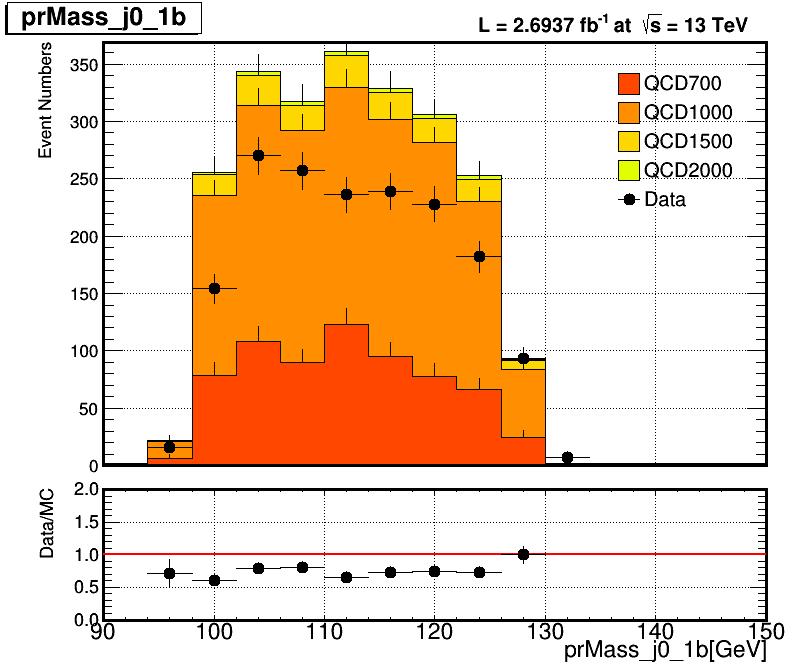 prMass_j0_1b
L = 2.6937 fb-1 at √s = 13 TeV
Event Numbers
350
300
250
200
150
100
50
0
QCD700
QCD1000
QCD1500
QCD2000
Data
Data/MC
2.0
1.5
1.0
0.5
0.0
90 100 110 120 130 140 150
prMass_j0_1b[GeV]